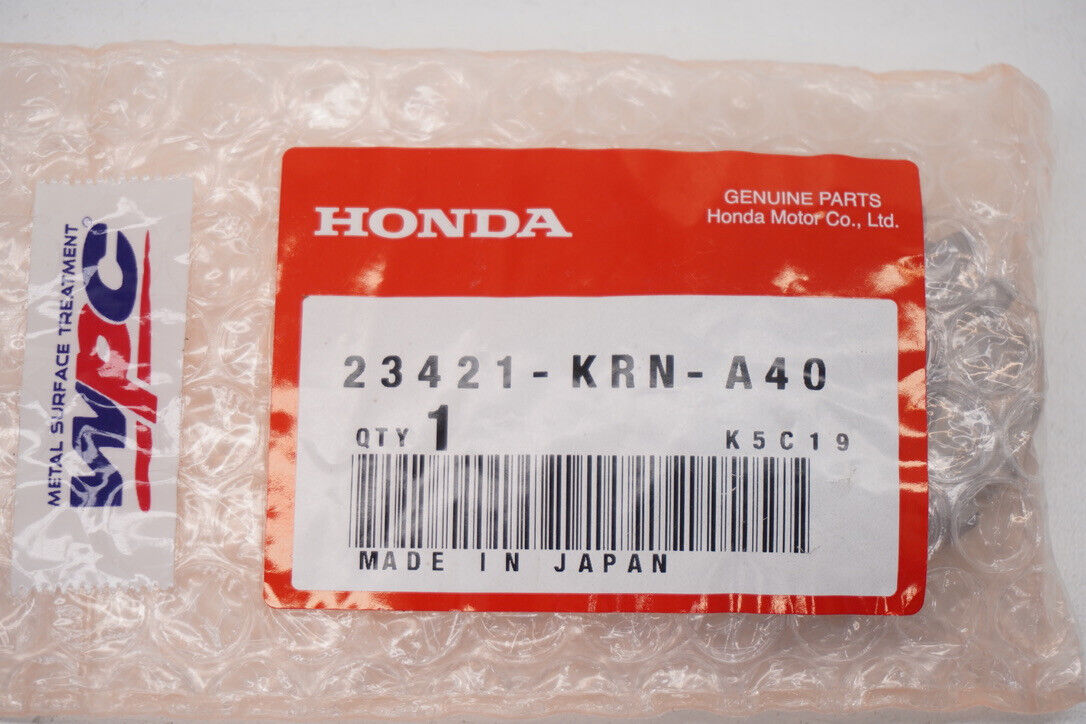 METAL SURFACE TREATMENT
WPC
HONDA
GENUINE PARTS
Honda Motor Co., Ltd.
23421-KRN-A40
QTY 1
K5C19
MADE IN JAPAN